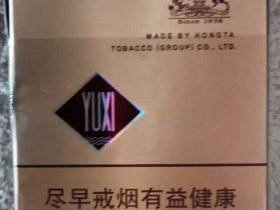 Since 1956
MADE BY HONGTA
TOBACCO (GROUP) CO., LTD.
YUXI
尽早戒烟有益健康